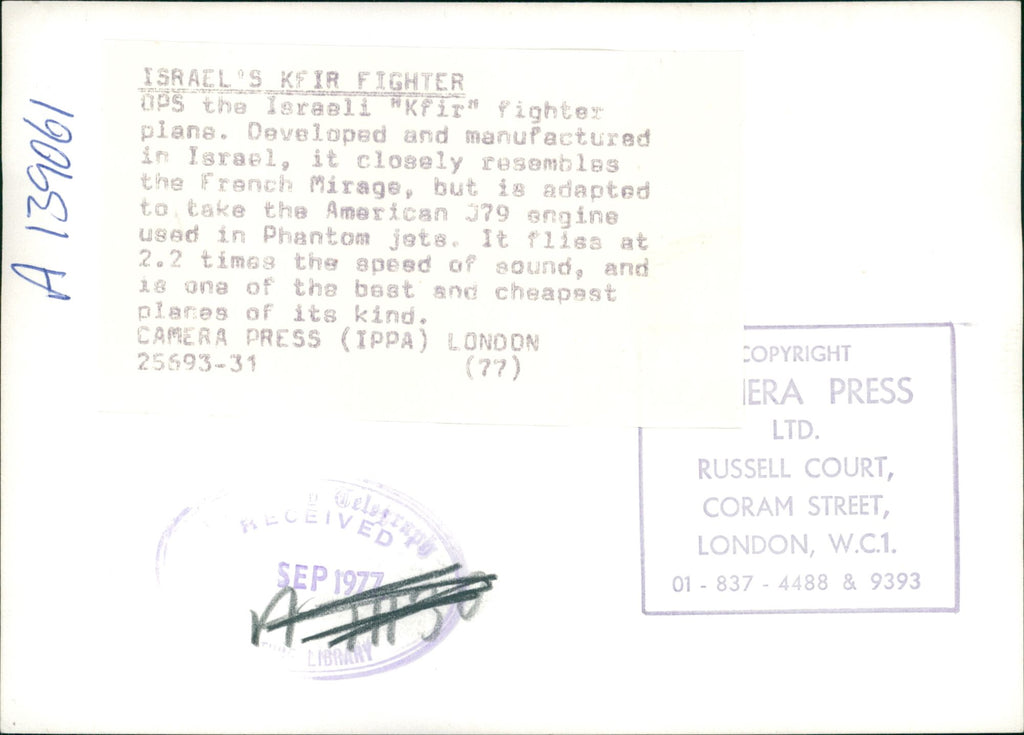 A 139061
ISRAEL'S KFIR FIGHTER
OPS the Israeli "Kfir" fighter
plane. Developed and manufactured
in Israel, it closely resembles
the French Mirage, but is adapted
to take the American J79 engine
used in Phantom jets. It flies at
2.2 times the speed of sound, and
is one of the best and cheapest
planes of its kind.
CAMERA PRESS (IPPA) LONDON
25693-31 (77)
COPYRIGHT
ERA PRESS
LTD.
RUSSELL COURT,
CORAM STREET,
LONDON, W.C.1.
01 - 837 - 4488 & 9393
Telegraph
RECEIVED
SEP 1977
LIBRARY